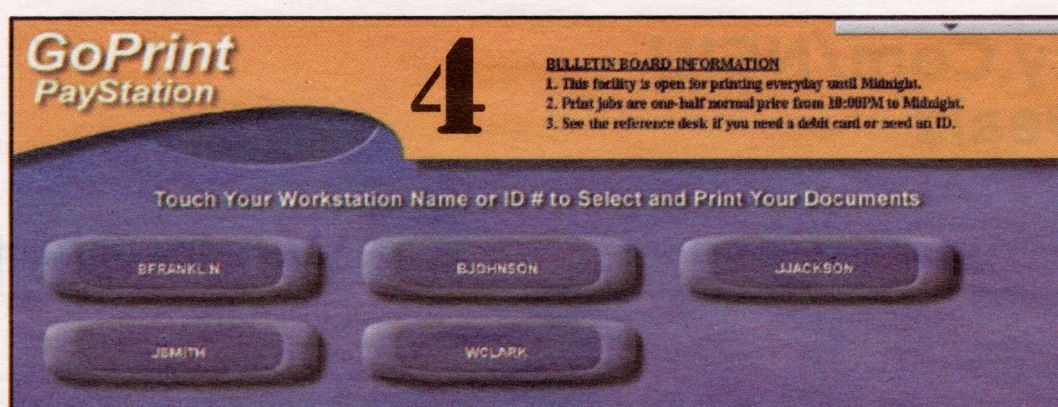 GoPrint
PayStation
4
BULLETIN BOARD INFORMATION
1. This facility is open for printing everyday until Midnight.
2. Print jobs are one-half normal price from 10:00PM to Midnight.
3. See the reference desk if you need a debit card or need an ID.
Touch Your Workstation Name or ID # to Select and Print Your Documents
BFRANKLIN
BJOHNSON
JJACKSON
JSMITH
WCLARK